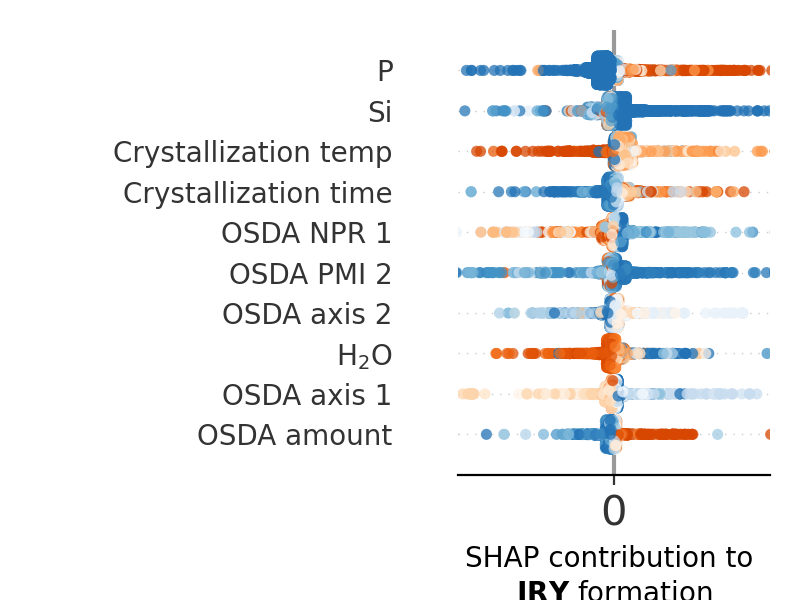 P
Si
Crystallization temp
Crystallization time
OSDA NPR 1
OSDA PMI 2
OSDA axis 2
H₂O
OSDA axis 1
OSDA amount
0
SHAP contribution to
IRY formation